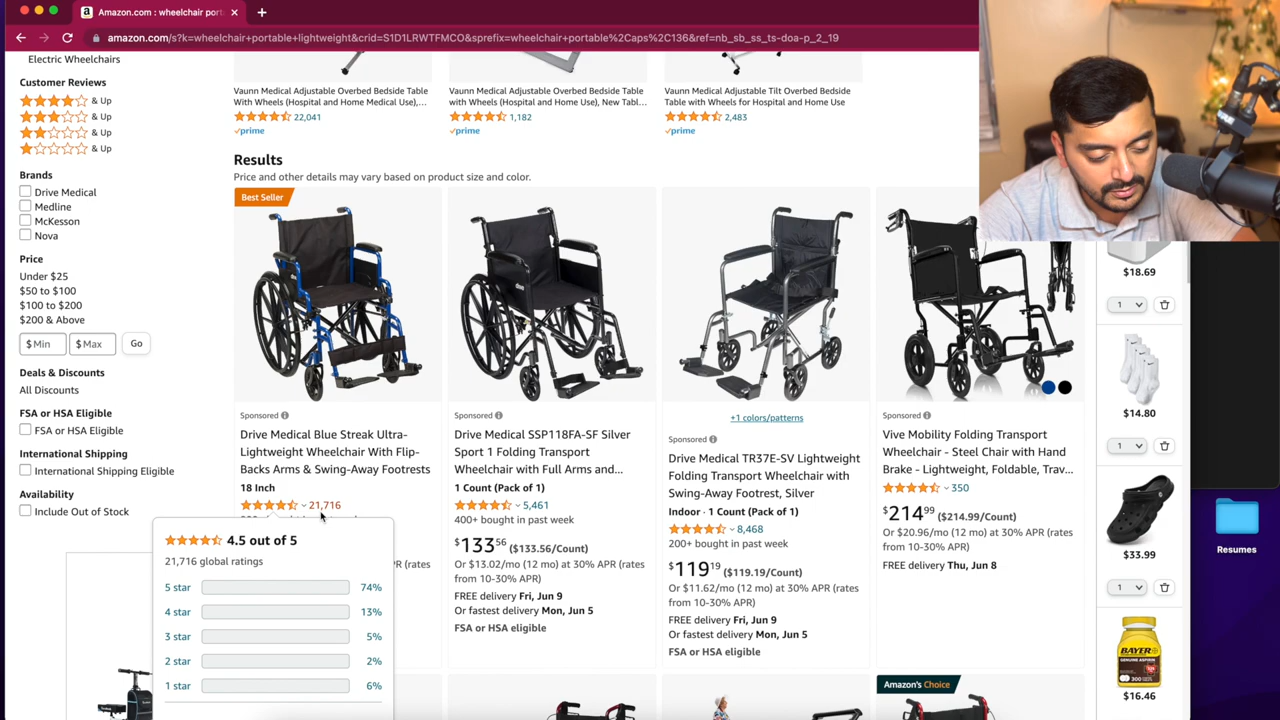 Amazon.com : wheelchair port
amazon.com/s?k=wheelchair+portable+lightweight&crid=S1D1LRWTFMCO&sprefix=wheelchair+portable%2Caps%2C136&ref=nb_sb_ss_ts-doa-p_2_19
Electric Wheelchairs
Customer Reviews
& Up
& Up
& Up
& Up
Brands
Drive Medical
Medline
McKesson
Nova
Price
Under $25
$50 to $100
$100 to $200
$200 & Above
$ Min
$ Max
Go
Deals & Discounts
All Discounts
FSA or HSA Eligible
FSA or HSA Eligible
International Shipping
International Shipping Eligible
Availability
Include Out of Stock
Vaunn Medical Adjustable Overbed Bedside Table With Wheels (Hospital and Home Medical Use),...
22,041
prime
Vaunn Medical Adjustable Overbed Bedside Table with Wheels (Hospital and Home Use), New Tabl...
1,182
prime
Vaunn Medical Adjustable Tilt Overbed Bedside Table with Wheels for Hospital and Home Use
2,483
prime
Results
Price and other details may vary based on product size and color.
Best Seller
Sponsored
Drive Medical Blue Streak Ultra-
Lightweight Wheelchair With Flip-
Backs Arms & Swing-Away Footrests
18 Inch
21,716
4.5 out of 5
21,716 global ratings
5 star 74%
4 star 13%
3 star 5%
2 star 2%
1 star 6%
PR (rates
Sponsored
Drive Medical SSP118FA-SF Silver
Sport 1 Folding Transport
Wheelchair with Full Arms and...
1 Count (Pack of 1)
5,461
400+ bought in past week
$133 56 ($133.56/Count)
Or $13.02/mo (12 mo) at 30% APR (rates
from 10-30% APR)
FREE delivery Fri, Jun 9
Or fastest delivery Mon, Jun 5
FSA or HSA eligible
+1 colors/patterns
Sponsored
Drive Medical TR37E-SV Lightweight
Folding Transport Wheelchair with
Swing-Away Footrest, Silver
Indoor · 1 Count (Pack of 1)
8,468
200+ bought in past week
$119 19 ($119.19/Count)
Or $11.62/mo (12 mo) at 30% APR (rates
from 10-30% APR)
FREE delivery Fri, Jun 9
Or fastest delivery Mon, Jun 5
FSA or HSA eligible
Sponsored
Vive Mobility Folding Transport
Wheelchair - Steel Chair with Hand
Brake - Lightweight, Foldable, Trav...
350
$214 99 ($214.99/Count)
Or $20.96/mo (12 mo) at 30% APR (rates
from 10-30% APR)
FREE delivery Thu, Jun 8
Amazon's Choice
$18.69
1
$14.80
1
$33.99
1
BAYER
GENUINE ASPIRIN
300
$16.46
Resumes